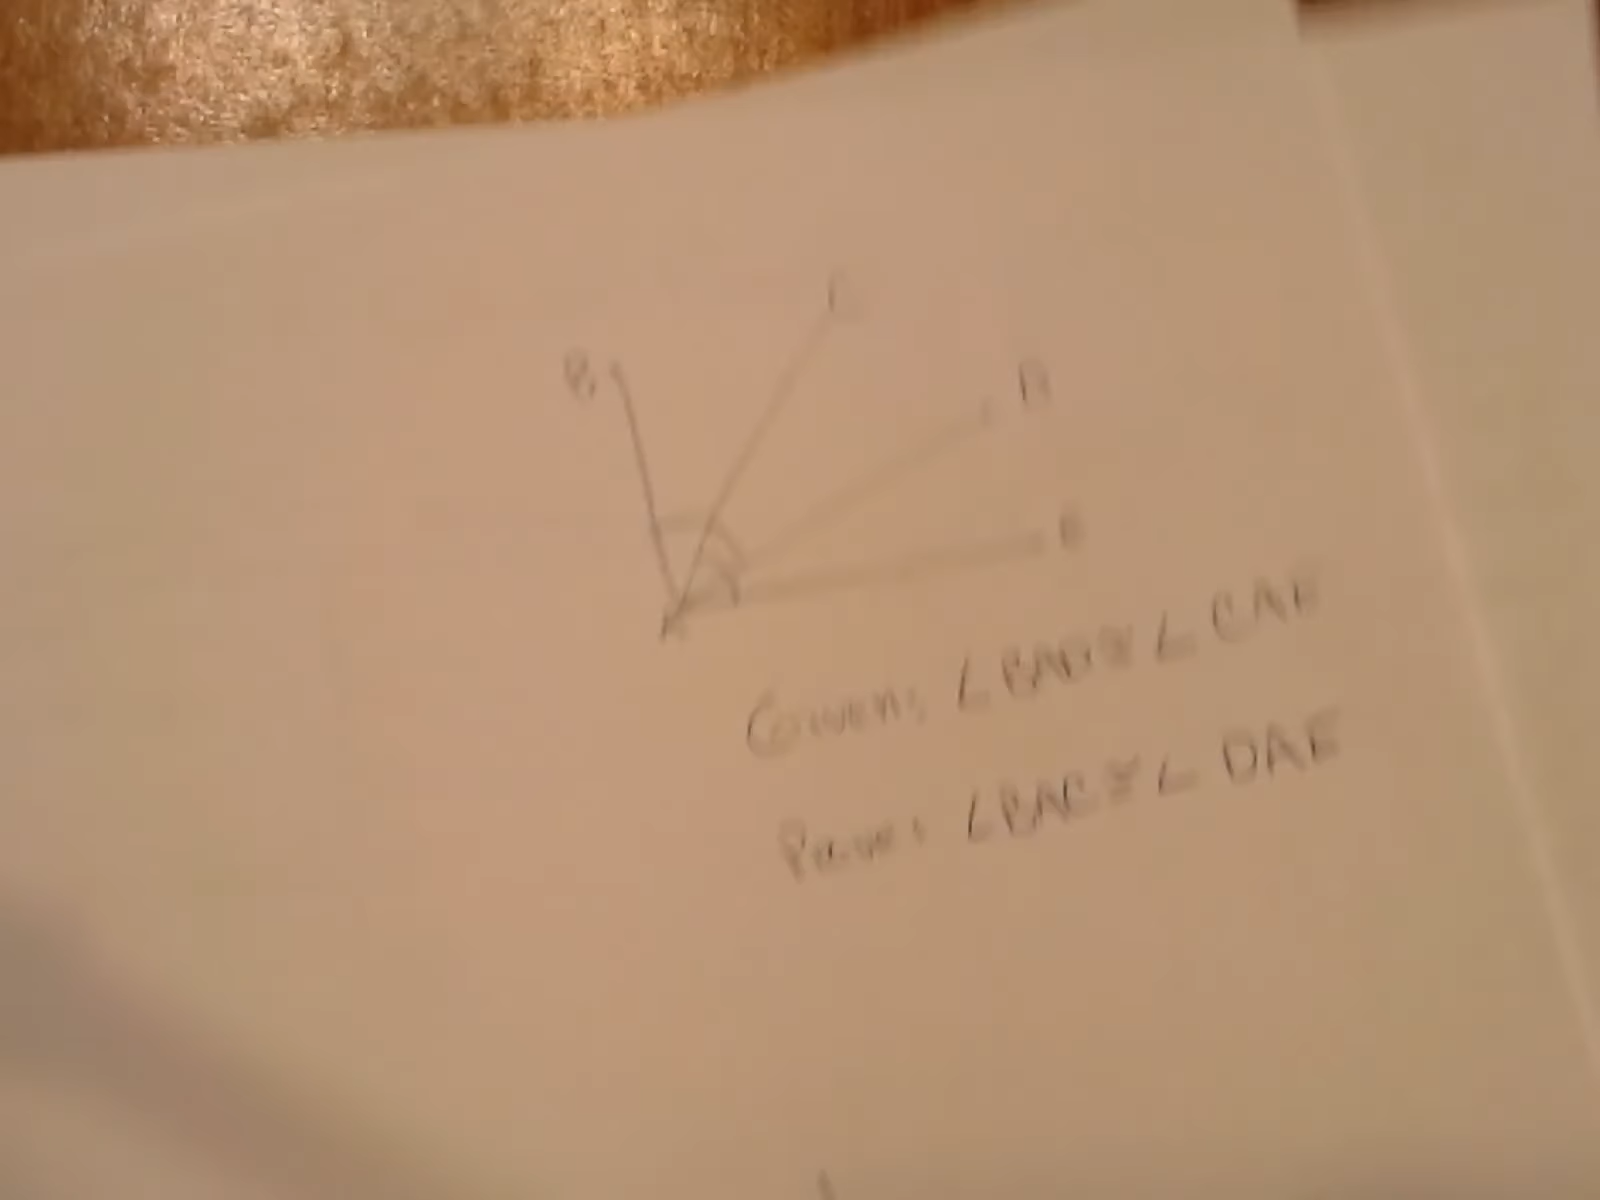 C
B
D
E
A
Given: ∠BAD ≅ ∠CAE
Prove: ∠BAC ≅ ∠DAE